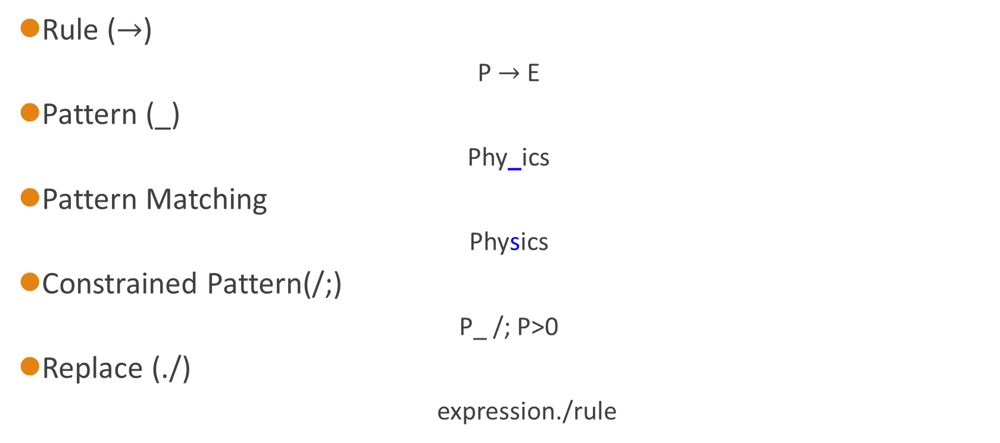 ●Rule (→)
P → E
●Pattern (_)
Phy_ics
●Pattern Matching
Physics
●Constrained Pattern(/;)
P_ /; P>0
●Replace (./)
expression./rule